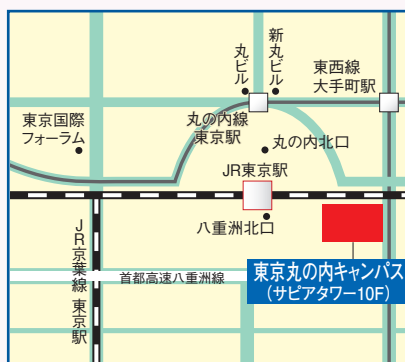 丸ビル
新丸ビル
東西線
大手町駅
東京国際
フォーラム
丸の内線
東京駅
丸の内北口
JR東京駅
八重洲北口
JR京葉線 東京駅
首都高速八重洲線
東京丸の内キャンパス
(サピアタワー10F)